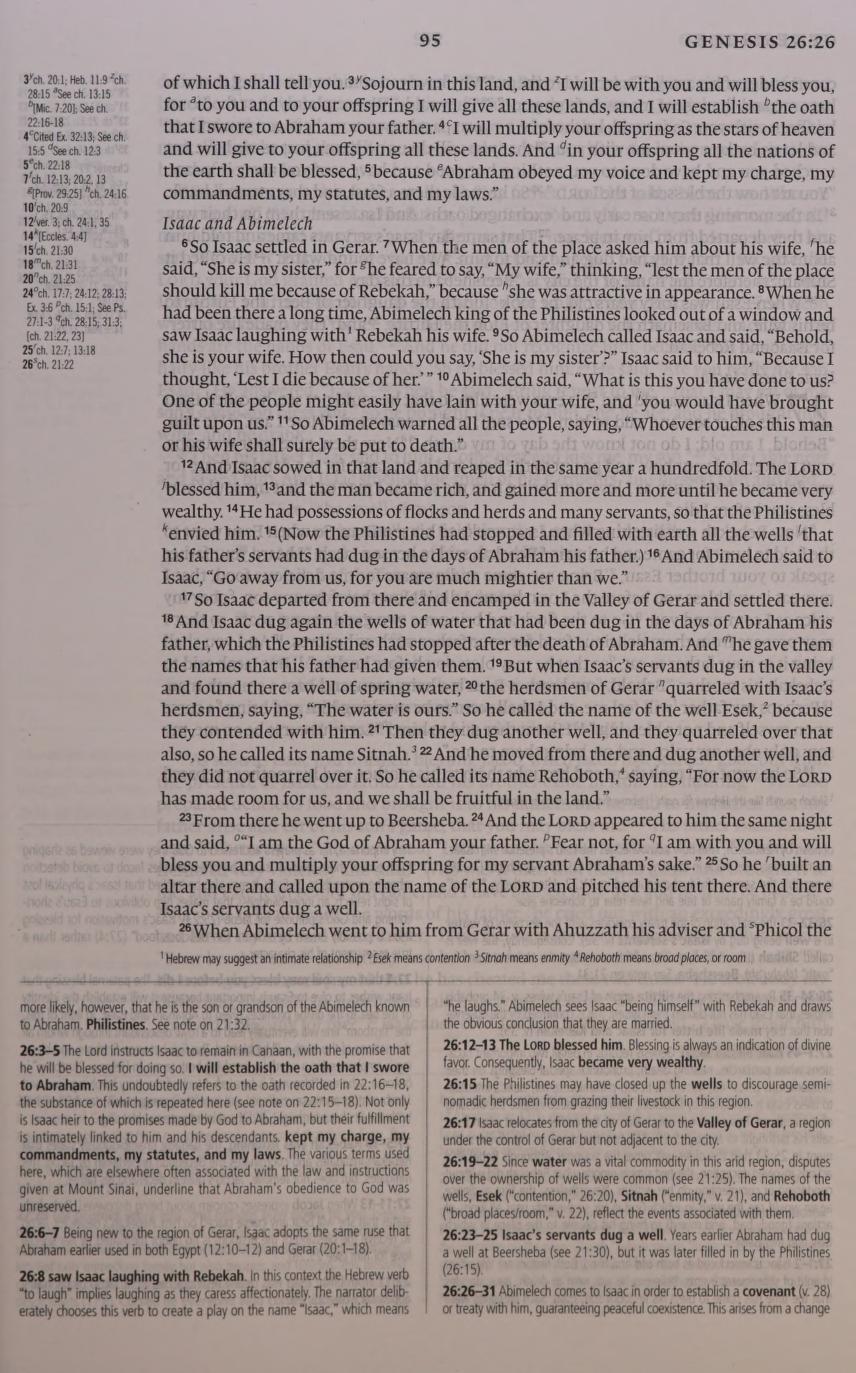 95 GENESIS 26:26
3 y ch. 20:1; Heb. 11:9 z ch.
28:15 a See ch. 13:15
b [Mic. 7:20]; See ch.
22:16-18
4 c Cited Ex. 32:13; See ch.
15:5 d See ch. 12:3
5 e ch. 22:18
7 f ch. 12:13; 20:2, 13
g [Prov. 29:25] h ch. 24:16
10 i ch. 20:9
12 j ver. 3; ch. 24:1, 35
14 k [Eccles. 4:4]
15 l ch. 21:30
18 m ch. 21:31
20 n ch. 21:25
24 o ch. 17:7; 24:12; 28:13;
Ex. 3:6 p ch. 15:1; See Ps.
27:1-3 q ch. 28:15; 31:3;
[ch. 21:22, 23]
25 r ch. 12:7; 13:18
26 s ch. 21:22
of which I shall tell you. 3 y Sojourn in this land, and z I will be with you and will bless you,
for a to you and to your offspring I will give all these lands, and I will establish b the oath
that I swore to Abraham your father. 4 c I will multiply your offspring as the stars of heaven
and will give to your offspring all these lands. And d in your offspring all the nations of
the earth shall be blessed, 5 because e Abraham obeyed my voice and kept my charge, my
commandments, my statutes, and my laws.”
Isaac and Abimelech
6 So Isaac settled in Gerar. 7 When the men of the place asked him about his wife, f he
said, “She is my sister,” for g he feared to say, “My wife,” thinking, “lest the men of the place
should kill me because of Rebekah,” because h she was attractive in appearance. 8 When he
had been there a long time, Abimelech king of the Philistines looked out of a window and
saw Isaac laughing with 1 Rebekah his wife. 9 So Abimelech called Isaac and said, “Behold,
she is your wife. How then could you say, ‘She is my sister’?” Isaac said to him, “Because I
thought, ‘Lest I die because of her.’ ” 10 Abimelech said, “What is this you have done to us?
One of the people might easily have lain with your wife, and i you would have brought
guilt upon us.” 11 So Abimelech warned all the people, saying, “Whoever touches this man
or his wife shall surely be put to death.”
12 And Isaac sowed in that land and reaped in the same year a hundredfold. The LORD
j blessed him, 13 and the man became rich, and gained more and more until he became very
wealthy. 14 He had possessions of flocks and herds and many servants, so that the Philistines
k envied him. 15 (Now the Philistines had stopped and filled with earth all the wells l that
his father’s servants had dug in the days of Abraham his father.) 16 And Abimelech said to
Isaac, “Go away from us, for you are much mightier than we.”
17 So Isaac departed from there and encamped in the Valley of Gerar and settled there.
18 And Isaac dug again the wells of water that had been dug in the days of Abraham his
father, which the Philistines had stopped after the death of Abraham. And m he gave them
the names that his father had given them. 19 But when Isaac’s servants dug in the valley
and found there a well of spring water, 20 the herdsmen of Gerar n quarreled with Isaac’s
herdsmen, saying, “The water is ours.” So he called the name of the well Esek, 2 because
they contended with him. 21 Then they dug another well, and they quarreled over that
also, so he called its name Sitnah. 3 22 And he moved from there and dug another well, and
they did not quarrel over it. So he called its name Rehoboth, 4 saying, “For now the LORD
has made room for us, and we shall be fruitful in the land.”
23 From there he went up to Beersheba. 24 And the LORD appeared to him the same night
and said, o “I am the God of Abraham your father. p Fear not, for q I am with you and will
bless you and multiply your offspring for my servant Abraham’s sake.” 25 So he r built an
altar there and called upon the name of the LORD and pitched his tent there. And there
Isaac’s servants dug a well.
26 When Abimelech went to him from Gerar with Ahuzzath his adviser and s Phicol the
1 Hebrew may suggest an intimate relationship 2 Esek means contention 3 Sitnah means enmity 4 Rehoboth means broad places, or room
more likely, however, that he is the son or grandson of the Abimelech known
to Abraham. Philistines. See note on 21:32.
26:3–5 The Lord instructs Isaac to remain in Canaan, with the promise that
he will be blessed for doing so. I will establish the oath that I swore
to Abraham. This undoubtedly refers to the oath recorded in 22:16–18,
the substance of which is repeated here (see note on 22:15–18). Not only
is Isaac heir to the promises made by God to Abraham, but their fulfillment
is intimately linked to him and his descendants. kept my charge, my
commandments, my statutes, and my laws. The various terms used
here, which are elsewhere often associated with the law and instructions
given at Mount Sinai, underline that Abraham's obedience to God was
unreserved.
26:6–7 Being new to the region of Gerar, Isaac adopts the same ruse that
Abraham earlier used in both Egypt (12:10–12) and Gerar (20:1–18).
26:8 saw Isaac laughing with Rebekah. In this context the Hebrew verb
“to laugh” implies laughing as they caress affectionately. The narrator delib-
erately chooses this verb to create a play on the name “Isaac,” which means
“he laughs.” Abimelech sees Isaac “being himself” with Rebekah and draws
the obvious conclusion that they are married.
26:12–13 The LORD blessed him. Blessing is always an indication of divine
favor. Consequently, Isaac became very wealthy.
26:15 The Philistines may have closed up the wells to discourage semi-
nomadic herdsmen from grazing their livestock in this region.
26:17 Isaac relocates from the city of Gerar to the Valley of Gerar, a region
under the control of Gerar but not adjacent to the city.
26:19–22 Since water was a vital commodity in this arid region, disputes
over the ownership of wells were common (see 21:25). The names of the
wells, Esek (“contention,” 26:20), Sitnah (“enmity,” v. 21), and Rehoboth
(“broad places/room,” v. 22), reflect the events associated with them.
26:23–25 Isaac’s servants dug a well. Years earlier Abraham had dug
a well at Beersheba (see 21:30), but it was later filled in by the Philistines
(26:15).
26:26–31 Abimelech comes to Isaac in order to establish a covenant (v. 28)
or treaty with him, guaranteeing peaceful coexistence. This arises from a change